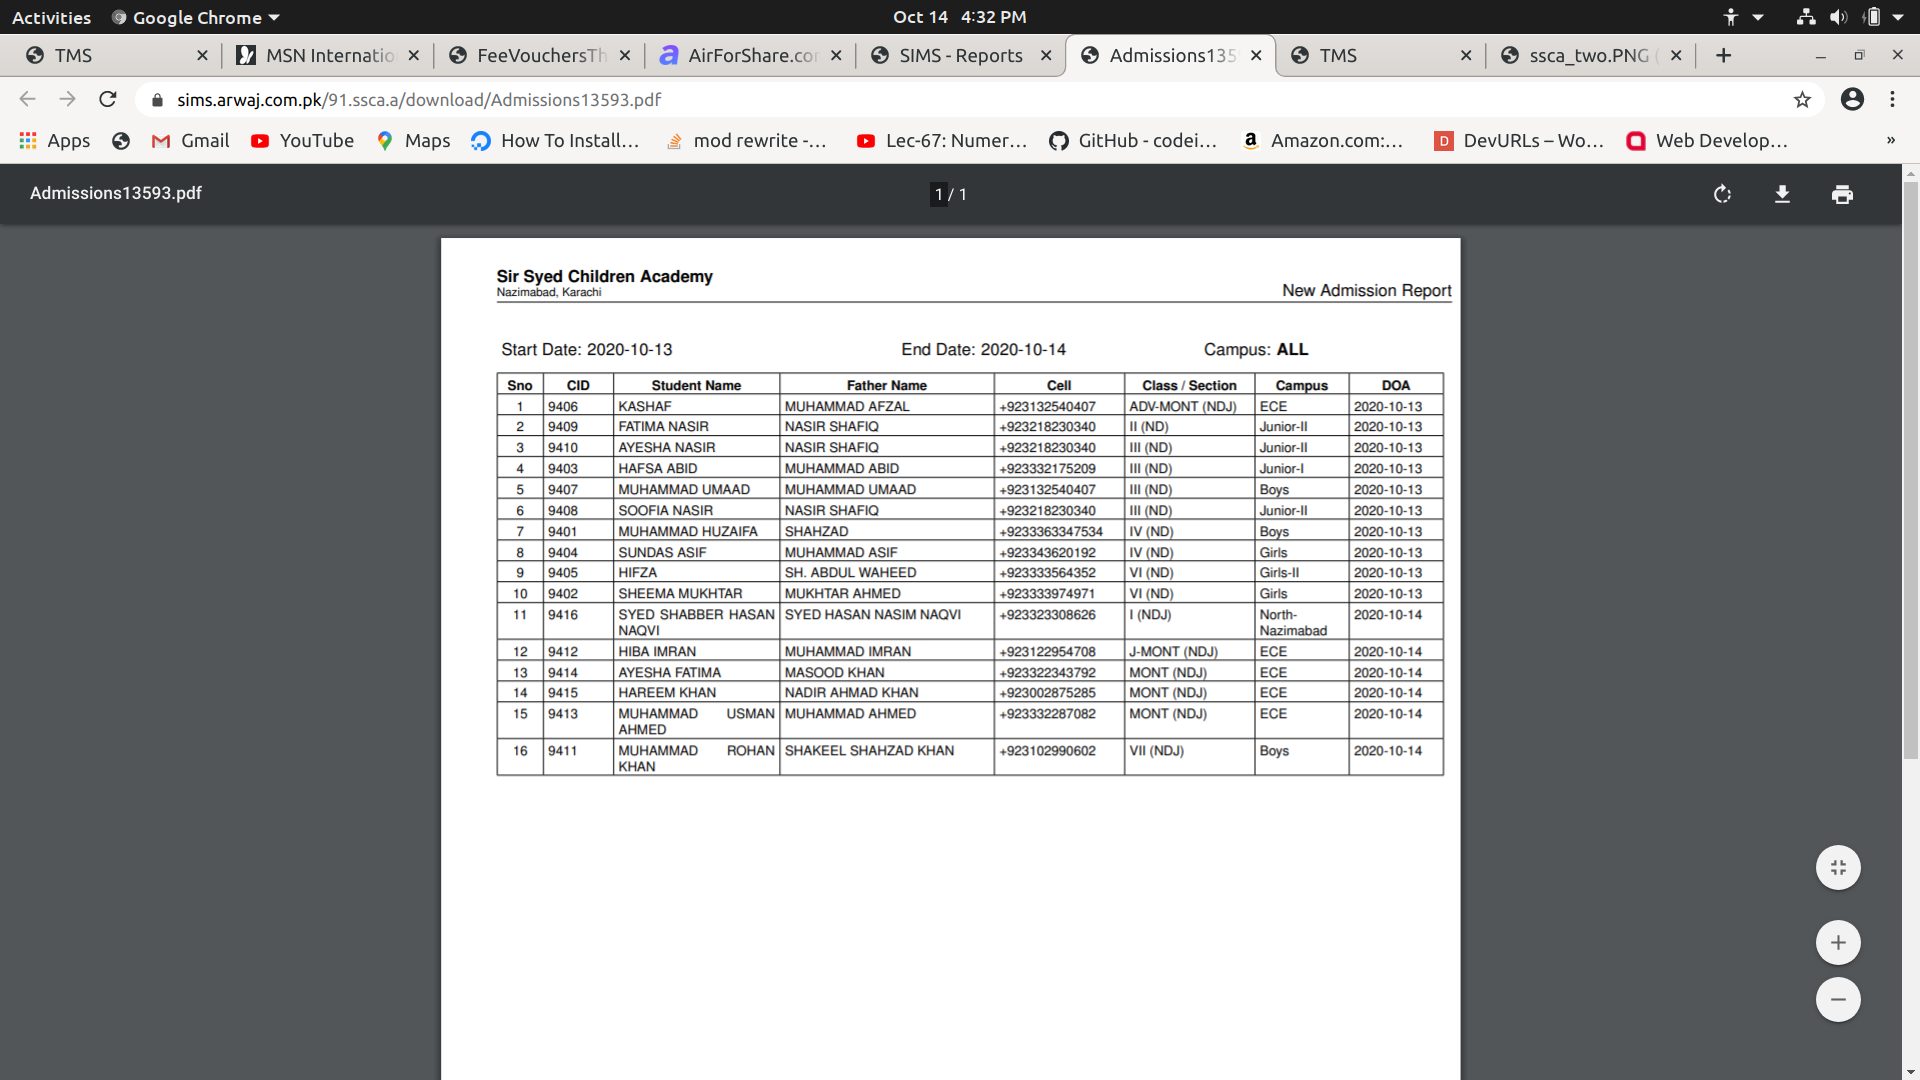 Activities Google Chrome Oct 14 4:32 PM
TMS MSN Internatio FeeVouchersTh AirForShare.co SIMS - Reports Admissions135 TMS ssca_two.PNG (
sims.arwaj.com.pk/91.ssca.a/download/Admissions13593.pdf
Apps Gmail YouTube Maps How To Install... mod rewrite -... Lec-67: Numer... GitHub - codei... Amazon.com:... DevURLs – Wo... Web Develop... »
Admissions13593.pdf 1 / 1
Sir Syed Children Academy
Nazimabad, Karachi New Admission Report
Start Date: 2020-10-13 End Date: 2020-10-14 Campus: ALL
Sno CID Student Name Father Name Cell Class / Section Campus DOA
1 9406 KASHAF MUHAMMAD AFZAL +923132540407 ADV-MONT (NDJ) ECE 2020-10-13
2 9409 FATIMA NASIR NASIR SHAFIQ +923218230340 II (ND) Junior-II 2020-10-13
3 9410 AYESHA NASIR NASIR SHAFIQ +923218230340 III (ND) Junior-II 2020-10-13
4 9403 HAFSA ABID MUHAMMAD ABID +923332175209 III (ND) Junior-I 2020-10-13
5 9407 MUHAMMAD UMAAD MUHAMMAD UMAAD +923132540407 III (ND) Boys 2020-10-13
6 9408 SOOFIA NASIR NASIR SHAFIQ +923218230340 III (ND) Junior-II 2020-10-13
7 9401 MUHAMMAD HUZAIFA SHAHZAD +9233363347534 IV (ND) Boys 2020-10-13
8 9404 SUNDAS ASIF MUHAMMAD ASIF +923343620192 IV (ND) Girls 2020-10-13
9 9405 HIFZA SH. ABDUL WAHEED +923333564352 VI (ND) Girls-II 2020-10-13
10 9402 SHEEMA MUKHTAR MUKHTAR AHMED +923333974971 VI (ND) Girls 2020-10-13
11 9416 SYED SHABBER HASAN SYED HASAN NASIM NAQVI +923323308626 I (NDJ) North- 2020-10-14
NAQVI Nazimabad
12 9412 HIBA IMRAN MUHAMMAD IMRAN +923122954708 J-MONT (NDJ) ECE 2020-10-14
13 9414 AYESHA FATIMA MASOOD KHAN +923322343792 MONT (NDJ) ECE 2020-10-14
14 9415 HAREEM KHAN NADIR AHMAD KHAN +923002875285 MONT (NDJ) ECE 2020-10-14
15 9413 MUHAMMAD USMAN MUHAMMAD AHMED +923332287082 MONT (NDJ) ECE 2020-10-14
AHMED
16 9411 MUHAMMAD ROHAN SHAKEEL SHAHZAD KHAN +923102990602 VII (NDJ) Boys 2020-10-14
KHAN